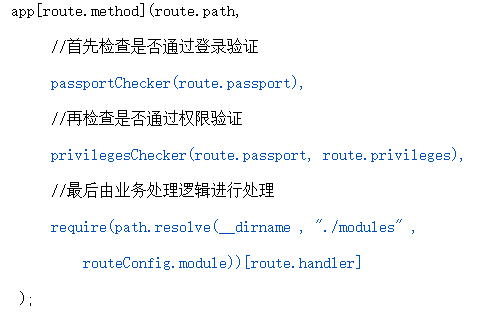 app[route.method](route.path,
//首先检查是否通过登录验证
passportChecker(route.passport),
//再检查是否通过权限验证
privilegesChecker(route.passport, route.privileges),
//最后由业务处理逻辑进行处理
require(path.resolve(__dirname , "./modules" ,
routeConfig.module))[route.handler]
);